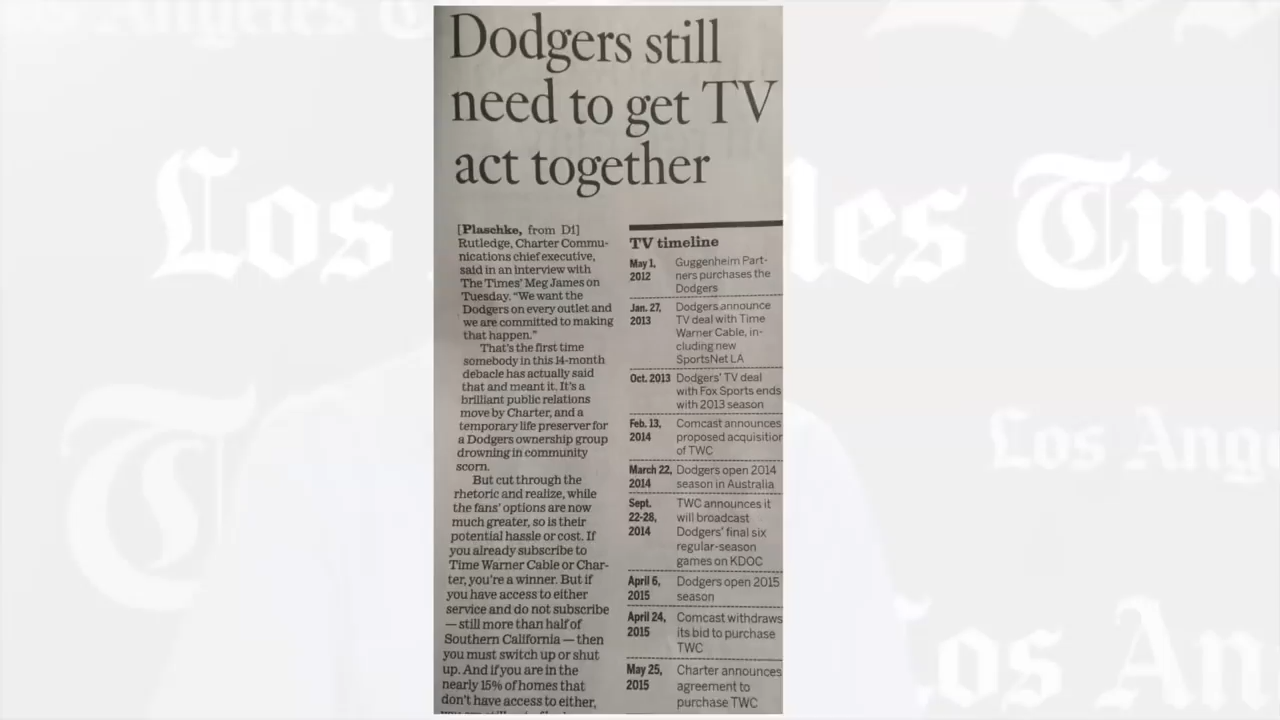 Dodgers still
need to get TV
act together
[Plaschke, from D1]
Rutledge, Charter Commu-
nications chief executive,
said in an interview with
The Times' Meg James on
Tuesday. "We want the
Dodgers on every outlet and
we are committed to making
that happen."
That's the first time
somebody in this 14-month
debacle has actually said
that and meant it. It's a
brilliant public relations
move by Charter, and a
temporary life preserver for
a Dodgers ownership group
drowning in community
scorn.
But cut through the
rhetoric and realize, while
the fans' options are now
much greater, so is their
potential hassle or cost. If
you already subscribe to
Time Warner Cable or Char-
ter, you're a winner. But if
you have access to either
service and do not subscribe
— still more than half of
Southern California — then
you must switch up or shut
up. And if you are in the
nearly 15% of homes that
don't have access to either,
TV timeline
May 1, Guggenheim Part-
2012 ners purchases the
Dodgers
Jan. 27, Dodgers announce
2013 TV deal with Time
Warner Cable, in-
cluding new
SportsNet LA
Oct. 2013 Dodgers' TV deal
with Fox Sports ends
with 2013 season
Feb. 13, Comcast announces
2014 proposed acquisition
of TWC
March 22, Dodgers open 2014
2014 season in Australia
Sept. TWC announces it
22-28, will broadcast
2014 Dodgers' final six
regular-season
games on KDOC
April 6, Dodgers open 2015
2015 season
April 24, Comcast withdraws
2015 its bid to purchase
TWC
May 25, Charter announces
2015 agreement to
purchase TWC
Los Angeles Times
Los Ange
Los An